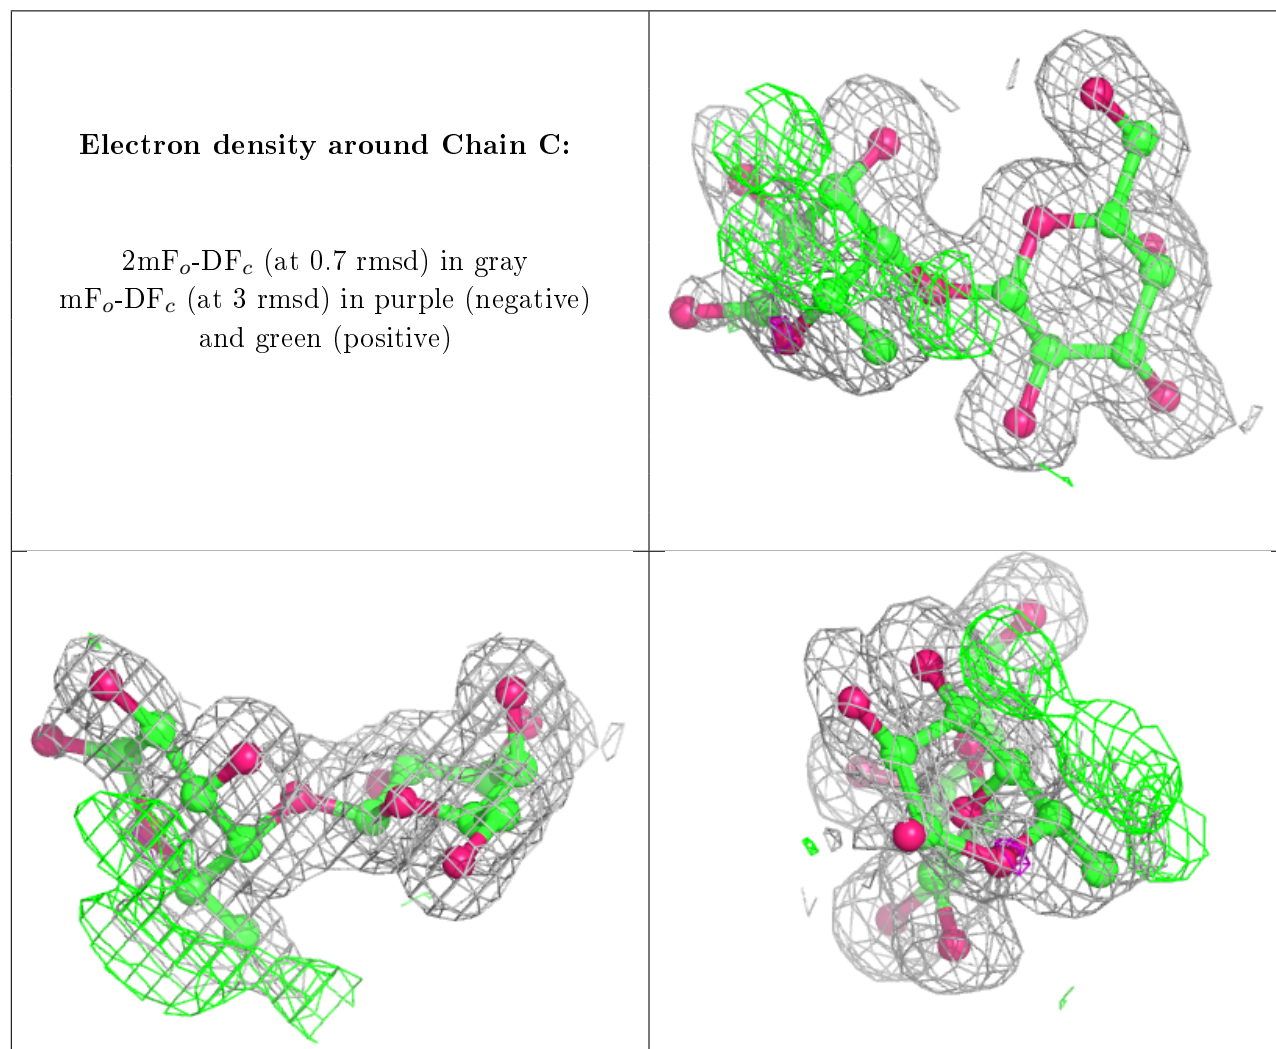 Electron density around Chain C:
2mFₒ-DF𝒸 (at 0.7 rmsd) in gray
mFₒ-DF𝒸 (at 3 rmsd) in purple (negative)
and green (positive)